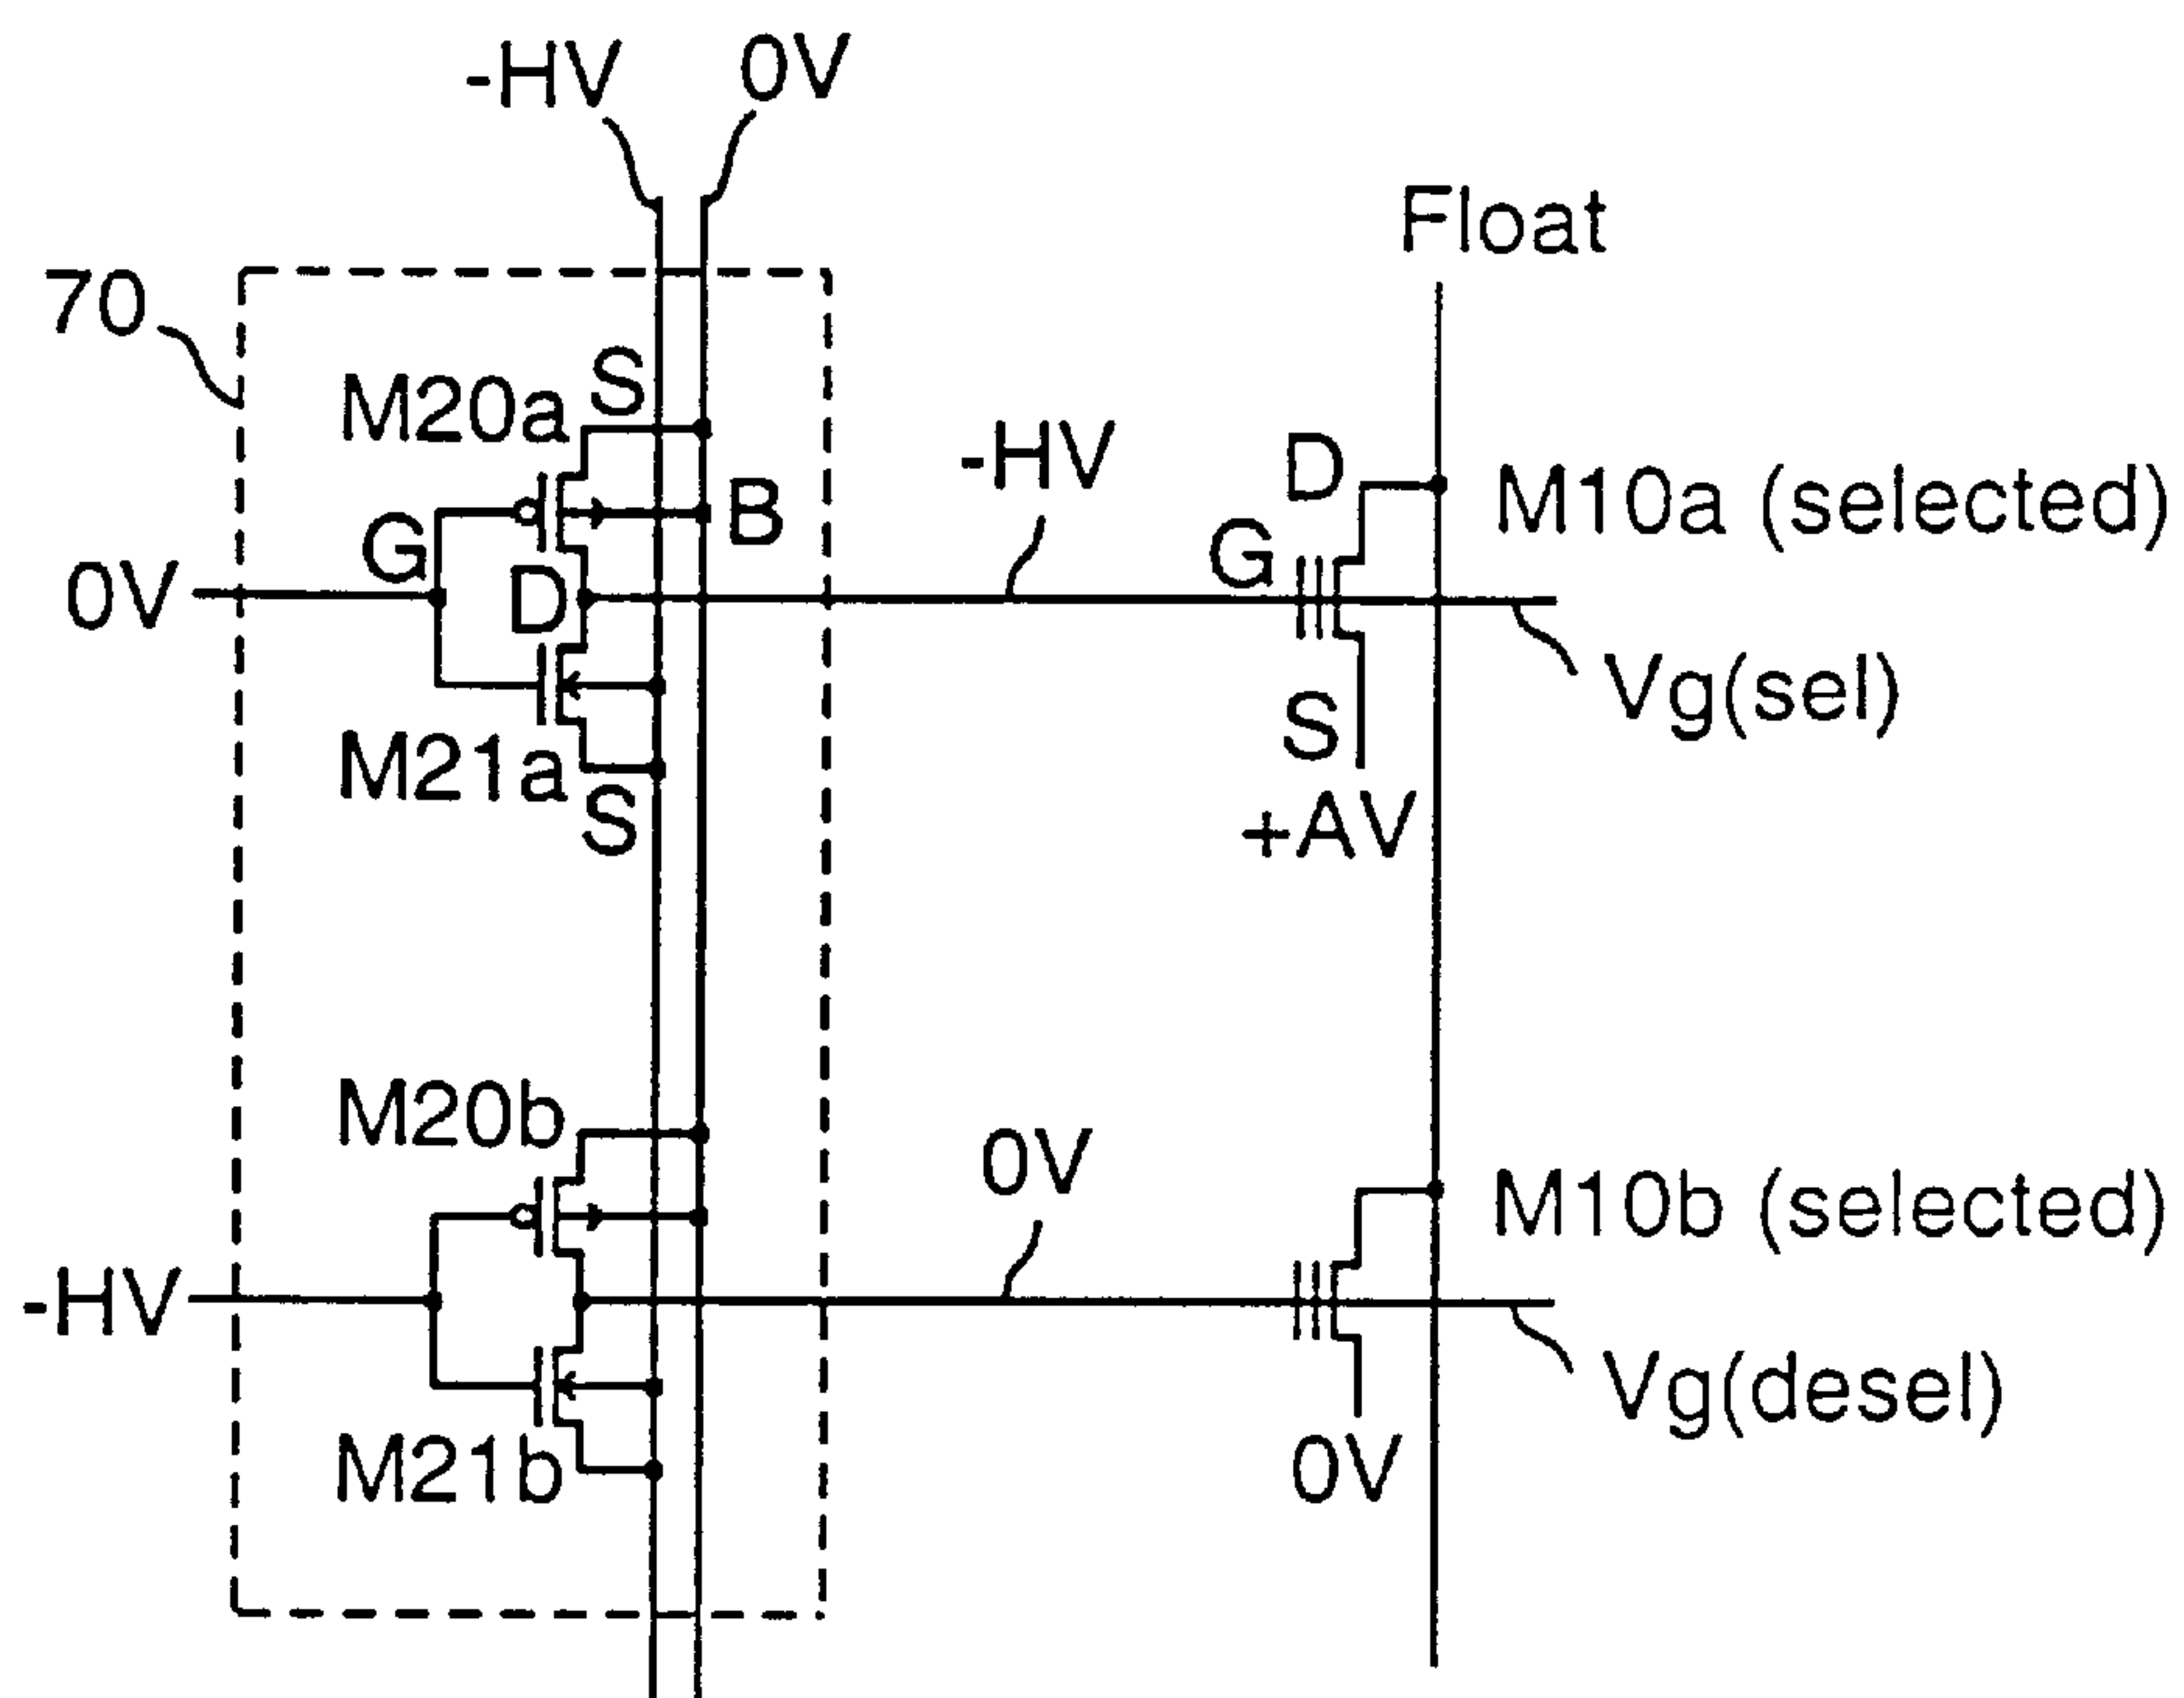 -HV
0V
Float
70
M20a
S
-HV
D
M10a (selected)
B
G
G
0V
D
Vg(sel)
S
M21a
S
+AV
M20b
0V
M10b (selected)
-HV
Vg(desel)
M21b
0V